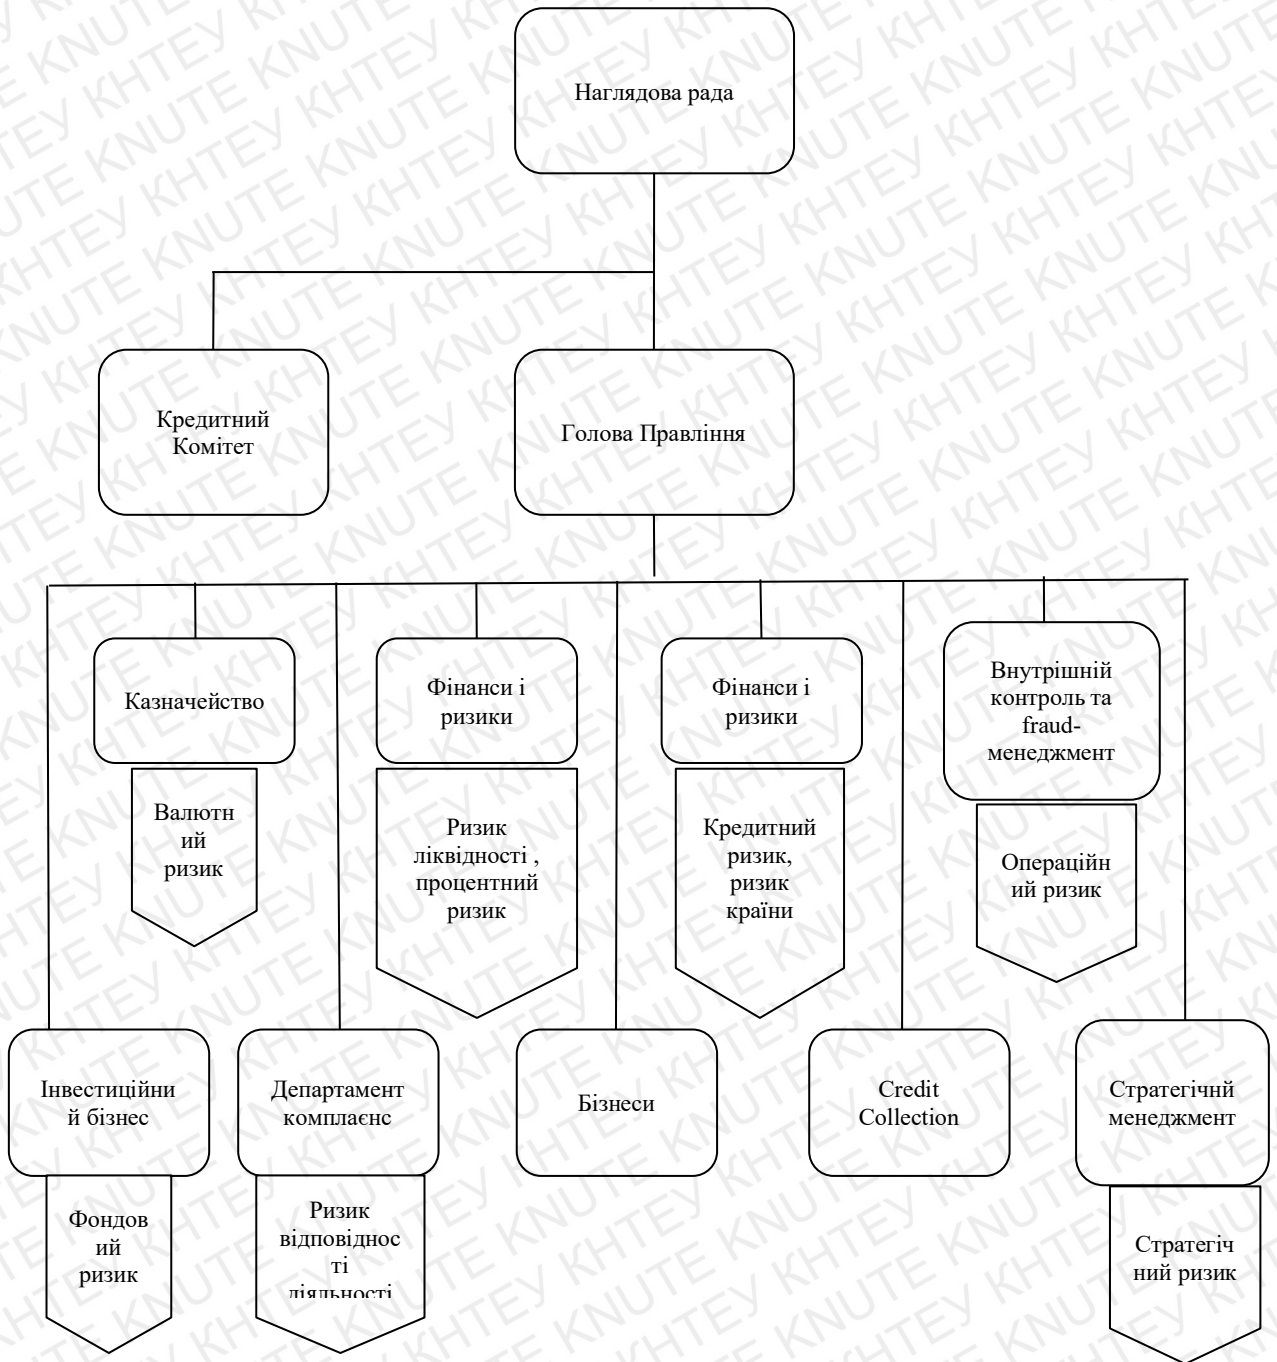 Наглядова рада
Кредитний
Комітет
Голова Правління
Казначейство
Фінанси і
ризики
Фінанси і
ризики
Внутрішній
контроль та
fraud-
менеджмент
Валютн
ий
ризик
Ризик
ліквідності ,
процентний
ризик
Кредитний
ризик,
ризик
країни
Операційн
ий ризик
Інвестиційни
й бізнес
Департамент
комплаєнс
Бізнеси
Credit
Collection
Стратегічнй
менеджмент
Фондов
ий
ризик
Ризик
відповіднос
ті
діяльності
Стратегіч
ний ризик